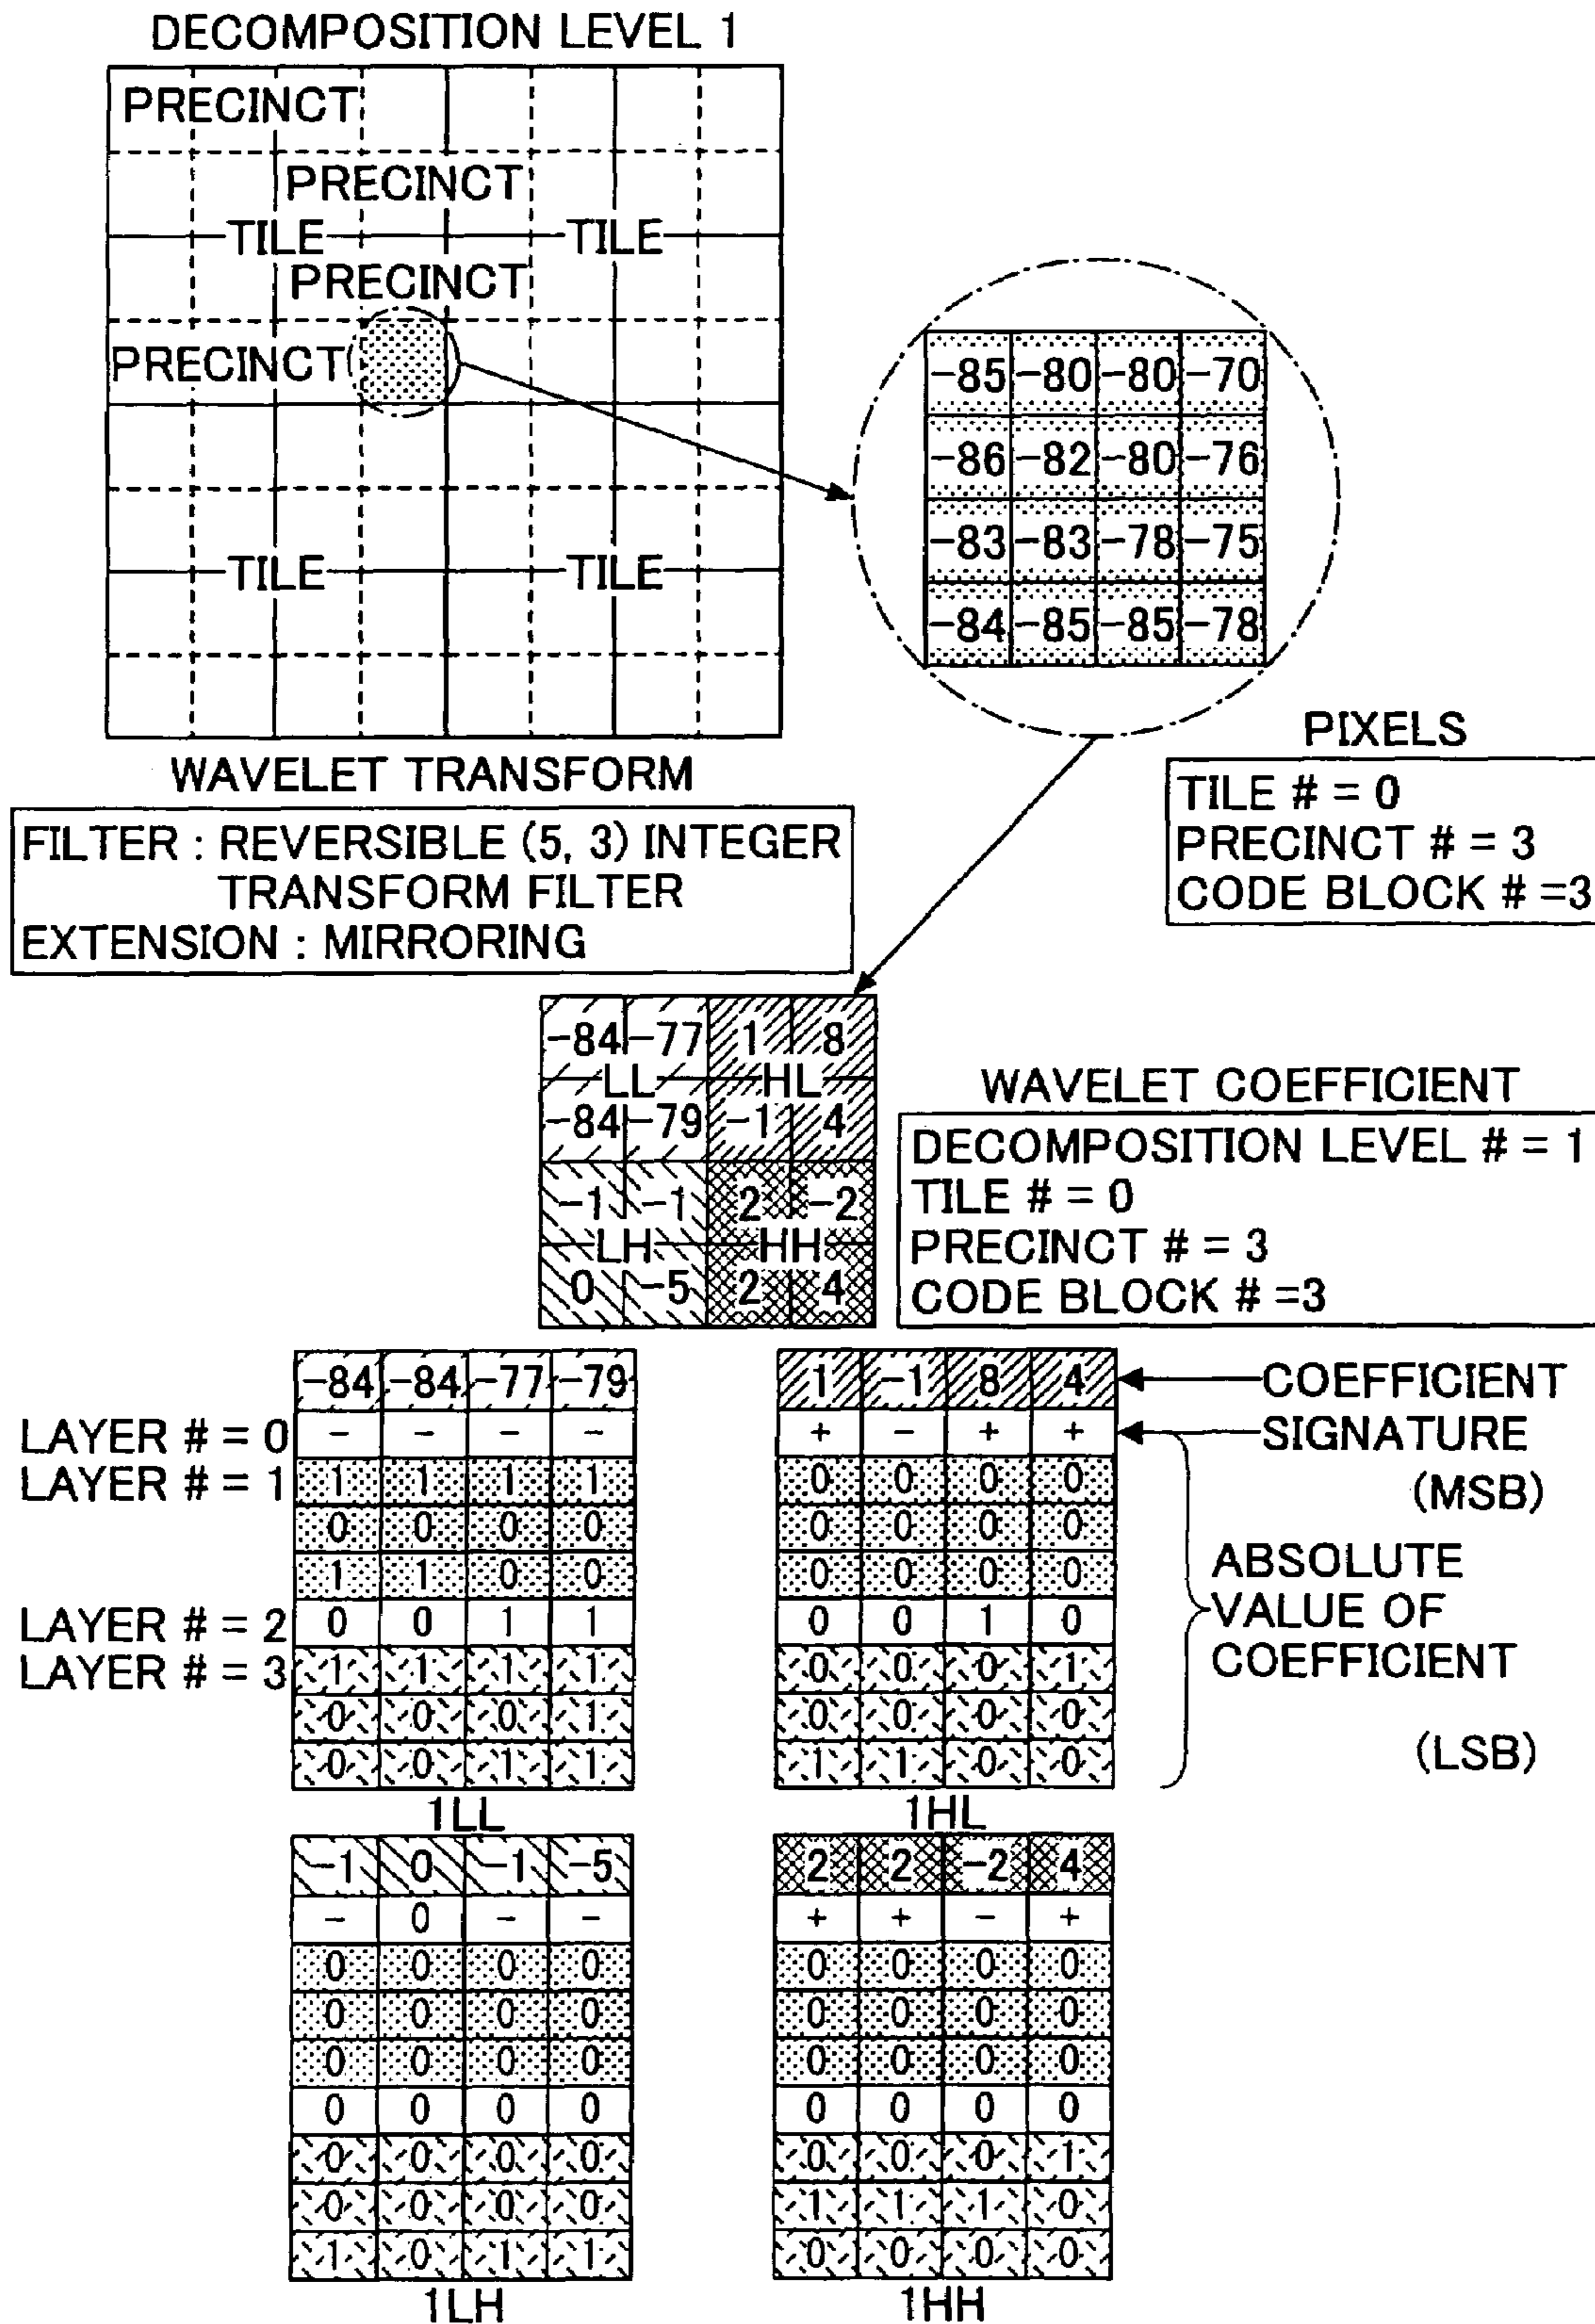 DECOMPOSITION LEVEL 1
PRECINCT
PRECINCT
TILE TILE
PRECINCT
PRECINCT
TILE TILE
-85 -80 -80 -70
-86 -82 -80 -76
-83 -83 -78 -75
-84 -85 -85 -78
PIXELS
TILE # = 0
PRECINCT # = 3
CODE BLOCK # =3
WAVELET TRANSFORM
FILTER : REVERSIBLE (5, 3) INTEGER
TRANSFORM FILTER
EXTENSION : MIRRORING
-84 -77 1 8
LL HL
-84 -79 -1 4
-1 -1 2 -2
LH HH
0 -5 2 4
WAVELET COEFFICIENT
DECOMPOSITION LEVEL # = 1
TILE # = 0
PRECINCT # = 3
CODE BLOCK # =3
-84 -84 -77 -79
LAYER # = 0 - - - -
LAYER # = 1 1 1 1 1
0 0 0 0
1 1 0 0
LAYER # = 2 0 0 1 1
LAYER # = 3 1 1 1 1
0 0 0 1
0 0 1 1
1LL
1 -1 8 4 COEFFICIENT
+ - + + SIGNATURE
0 0 0 0 (MSB)
0 0 0 0
0 0 0 0
0 0 1 0
0 0 0 1
0 0 0 0
1 1 0 0 (LSB)
ABSOLUTE
VALUE OF
COEFFICIENT
1HL
-1 0 -1 -5
- 0 - -
0 0 0 0
0 0 0 0
0 0 0 0
0 0 0 0
0 0 0 0
0 0 0 0
1 0 1 1
1LH
2 2 -2 4
+ + - +
0 0 0 0
0 0 0 0
0 0 0 0
0 0 0 0
0 0 0 1
1 1 1 0
0 0 0 0
1HH